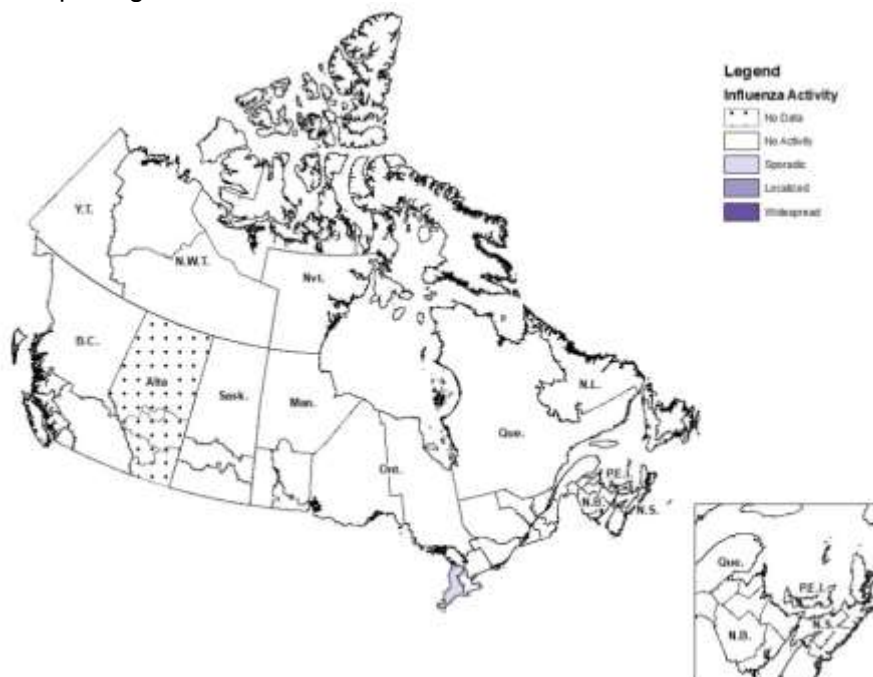 Legend
Influenza Activity
No Data
No Activity
Sporadic
Localized
Widespread
Y.T.
N.W.T.
Nvt.
B.C.
Alta
Sask.
Man.
Ont.
Que.
N.L.
P.E.I.
N.B.
N.S.
Que.
P.E.I.
N.S.
N.B.